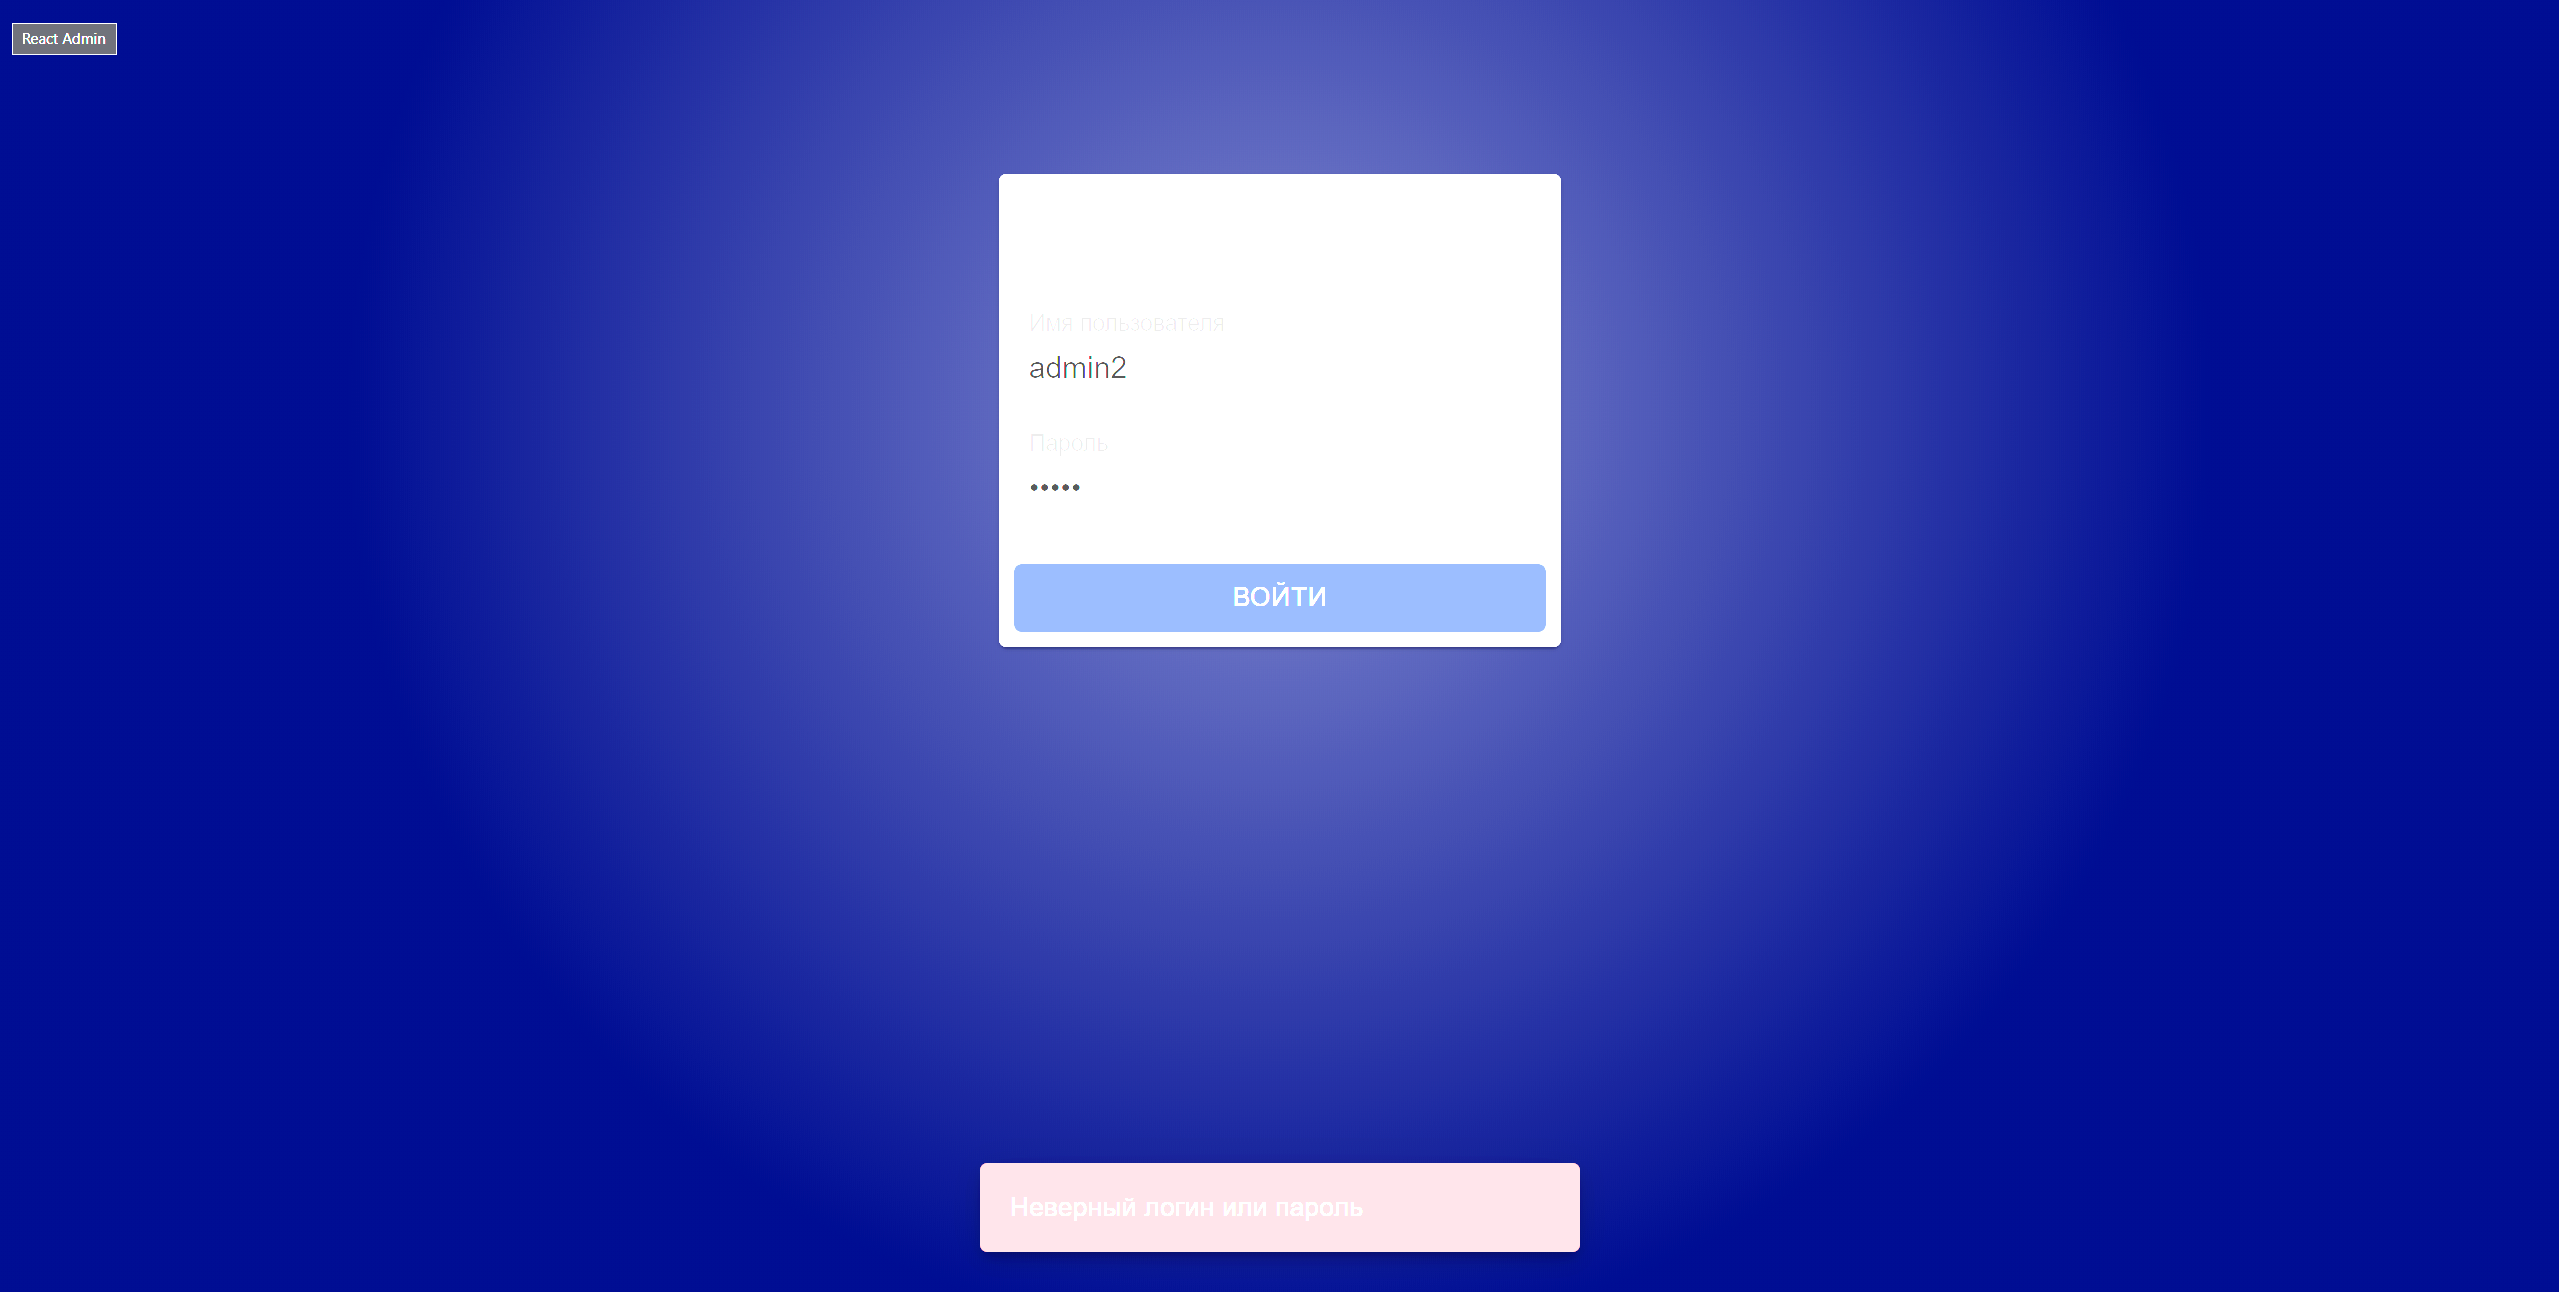 React Admin
Имя пользователя
admin2
Пароль
•••••
ВОЙТИ
Неверный логин или пароль